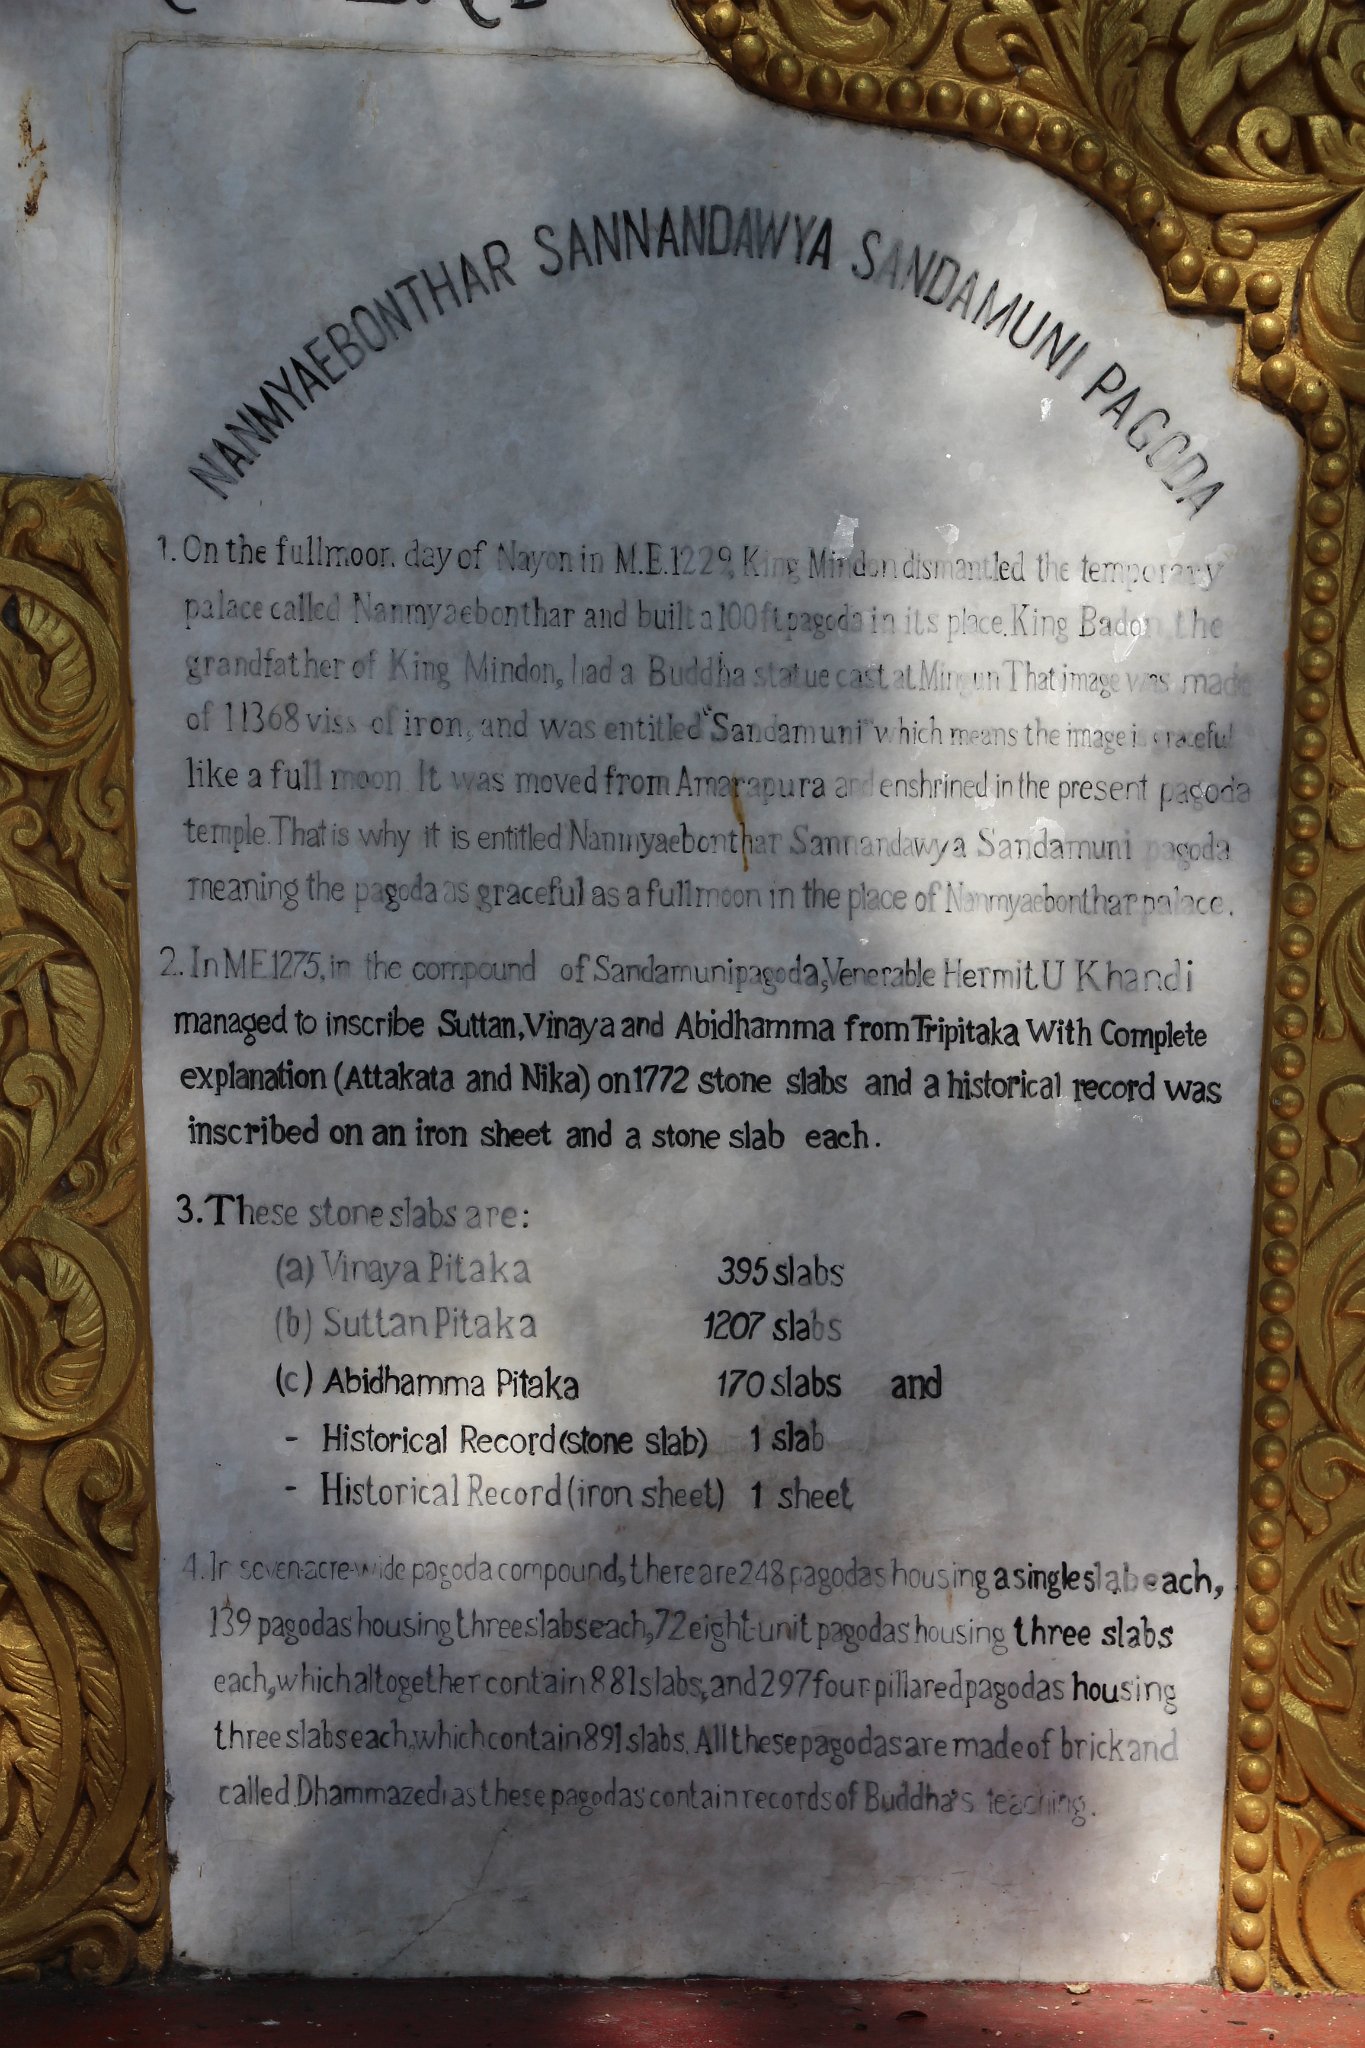 NANMYAEBONTHAR SANNANDAWYA SANDAMUNI PAGODA
1. On the fullmoon day of Nayon in M.E.1229, King Mindon dismantled the temporary
palace called Nanmyaebonthar and built a 100ft pagoda in its place. King Badon, the
grandfather of King Mindon, had a Buddha statue cast at Mingun That image was made
of 11368 viss of iron, and was entitled "Sandamuni" which means the image is graceful
like a full moon. It was moved from Amarapura and enshrined in the present pagoda
temple. That is why it is entitled Nanmyaebonthar Sannandawya Sandamuni pagoda
meaning the pagoda as graceful as a fullmoon in the place of Nanmyaebonthar palace.
2. In ME1275, in the compound of Sandamuni pagoda, Venerable Hermit U Khandi
managed to inscribe Suttan, Vinaya and Abidhamma from Tripitaka With Complete
explanation (Attakata and Nika) on 1772 stone slabs and a historical record was
inscribed on an iron sheet and a stone slab each.
3. These stone slabs are:
(a) Vinaya Pitaka 395 slabs
(b) Suttan Pitaka 1207 slabs
(c) Abidhamma Pitaka 170 slabs and
- Historical Record (stone slab) 1 slab
- Historical Record (iron sheet) 1 sheet
4. In seven-acre-wide pagoda compound, there are 248 pagodas housing a single slab each,
139 pagodas housing three slabs each, 72 eight-unit pagodas housing three slabs
each, which altogether contain 881 slabs, and 297 four-pillared pagodas housing
three slabs each, which contain 891 slabs. All these pagodas are made of brick and
called Dhammazedi as these pagodas contain records of Buddha's teaching.